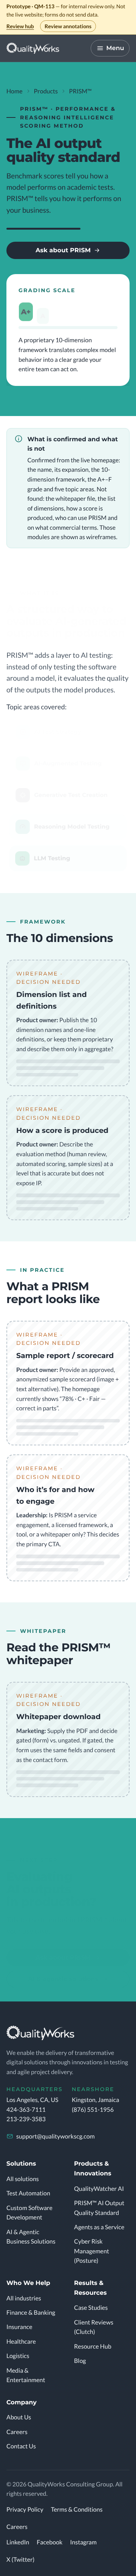 Prototype · QM-113 — for internal review only. Not
the live website; forms do not send data.
Review hub
Review annotations
QualityWorks
Menu
Home
Products
PRISM™
PRISM™ · PERFORMANCE &
REASONING INTELLIGENCE
SCORING METHOD
The AI output
quality standard
Benchmark scores tell you how a
model performs on academic tests.
PRISM™ tells you how it performs on
your business.
Ask about PRISM →
GRADING SCALE
A+
A proprietary 10-dimension
framework translates complex model
behavior into a clear grade your
entire team can act on.
What is confirmed and what
is not
Confirmed from the live homepage:
the name, its expansion, the 10-
dimension framework, the A+–F
grade and five topic areas. Not
found: the whitepaper file, the list
of dimensions, how a score is
produced, who can use PRISM and
on what commercial terms. Those
modules are shown as wireframes.
PRISM™ adds a layer to AI testing:
instead of only testing the software
around a model, it evaluates the quality
of the outputs the model produces.
Topic areas covered:
Reasoning Model Testing
LLM Testing
FRAMEWORK
The 10 dimensions
WIREFRAME ·
DECISION NEEDED
Dimension list and
definitions
Product owner: Publish the 10
dimension names and one-line
definitions, or keep them proprietary
and describe them only in aggregate?
WIREFRAME ·
DECISION NEEDED
How a score is produced
Product owner: Describe the
evaluation method (human review,
automated scoring, sample sizes) at a
level that is accurate but does not
expose IP.
IN PRACTICE
What a PRISM
report looks like
WIREFRAME ·
DECISION NEEDED
Sample report / scorecard
Product owner: Provide an approved,
anonymized sample scorecard (image +
text alternative). The homepage
currently shows “78% · C+ · Fair —
correct in parts”.
WIREFRAME ·
DECISION NEEDED
Who it’s for and how
to engage
Leadership: Is PRISM a service
engagement, a licensed framework, a
tool, or a whitepaper only? This decides
the primary CTA.
WHITEPAPER
Read the PRISM™
whitepaper
WIREFRAME ·
DECISION NEEDED
Whitepaper download
Marketing: Supply the PDF and decide
gated (form) vs. ungated. If gated, the
form uses the same fields and consent
as the contact form.
QualityWorks
We enable the delivery of transformative
digital solutions through innovations in testing
and agile project delivery.
HEADQUARTERS
Los Angeles, CA, US
424-363-7111
213-239-3583
NEARSHORE
Kingston, Jamaica
(876) 551-1956
support@qualityworkscg.com
Solutions
All solutions
Test Automation
Custom Software
Development
AI & Agentic
Business Solutions
Products &
Innovations
QualityWatcher AI
PRISM™ AI Output
Quality Standard
Agents as a Service
Cyber Risk
Management
(Posture)
Who We Help
All industries
Finance & Banking
Insurance
Healthcare
Logistics
Media &
Entertainment
Results &
Resources
Case Studies
Client Reviews
(Clutch)
Resource Hub
Blog
Company
About Us
Careers
Contact Us
© 2026 QualityWorks Consulting Group. All
rights reserved.
Privacy Policy
Terms & Conditions
Careers
LinkedIn
Facebook
Instagram
X (Twitter)